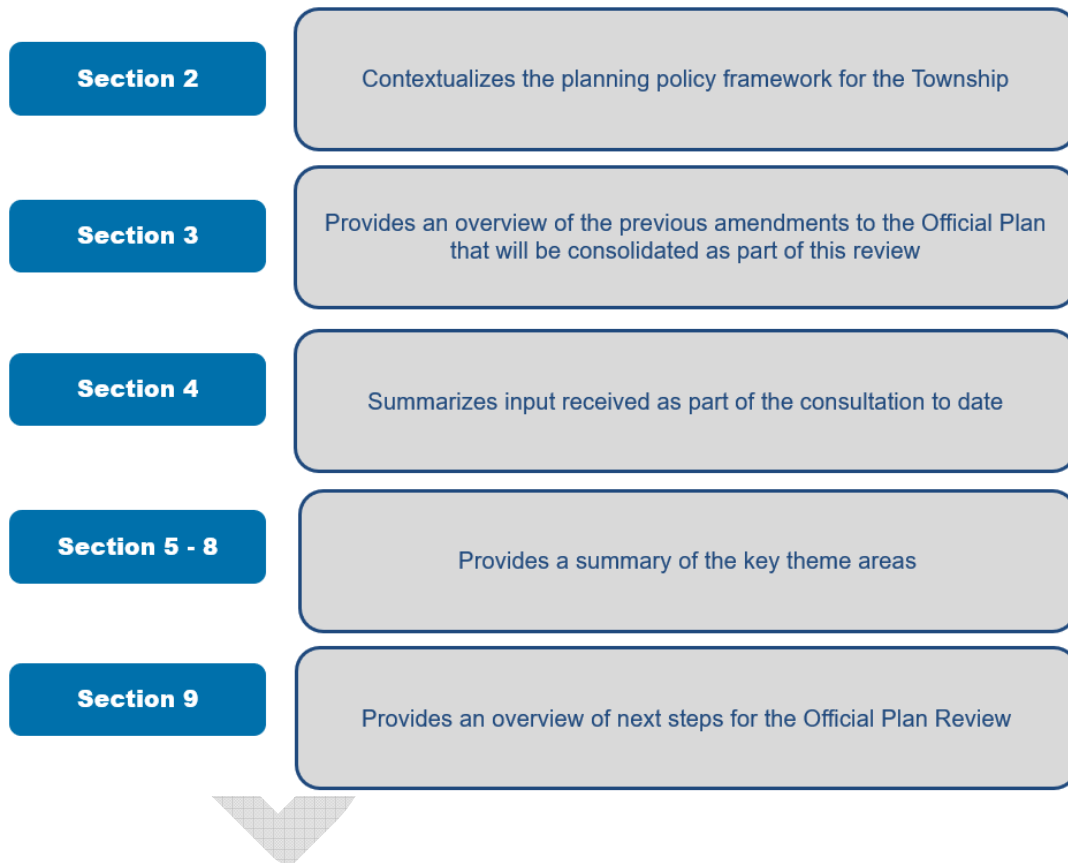 Section 2
Contextualizes the planning policy framework for the Township
Section 3
Provides an overview of the previous amendments to the Official Plan
that will be consolidated as part of this review
Section 4
Summarizes input received as part of the consultation to date
Section 5 - 8
Provides a summary of the key theme areas
Section 9
Provides an overview of next steps for the Official Plan Review